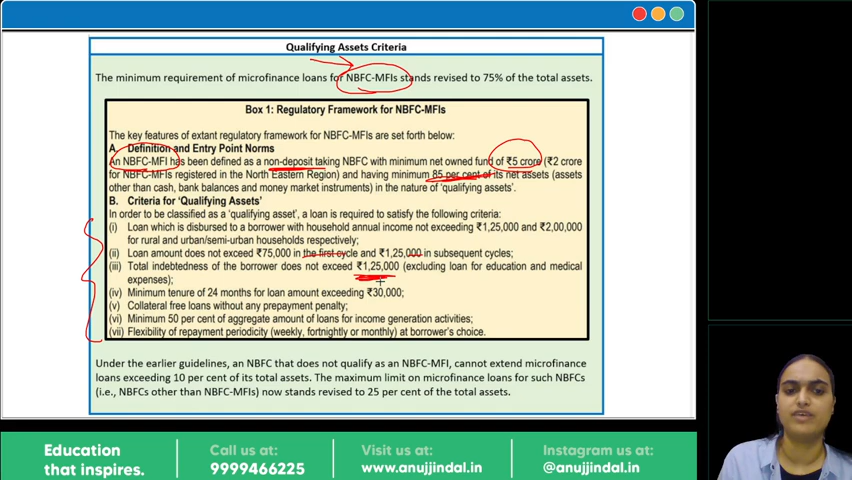 Qualifying Assets Criteria
The minimum requirement of microfinance loans for NBFC-MFIs stands revised to 75% of the total assets.
Box 1: Regulatory Framework for NBFC-MFIs
The key features of extant regulatory framework for NBFC-MFIs are set forth below:
A. Definition and Entry Point Norms
An NBFC-MFI has been defined as a non-deposit taking NBFC with minimum net owned fund of ₹5 crore (₹2 crore
for NBFC-MFIs registered in the North Eastern Region) and having minimum 85 per cent of its net assets (assets
other than cash, bank balances and money market instruments) in the nature of 'qualifying assets'.
B. Criteria for 'Qualifying Assets'
In order to be classified as a 'qualifying asset', a loan is required to satisfy the following criteria:
(i) Loan which is disbursed to a borrower with household annual income not exceeding ₹1,25,000 and ₹2,00,000
for rural and urban/semi-urban households respectively;
(ii) Loan amount does not exceed ₹75,000 in the first cycle and ₹1,25,000 in subsequent cycles;
(iii) Total indebtedness of the borrower does not exceed ₹1,25,000 (excluding loan for education and medical
expenses);
(iv) Minimum tenure of 24 months for loan amount exceeding ₹30,000;
(v) Collateral free loans without any prepayment penalty;
(vi) Minimum 50 per cent of aggregate amount of loans for income generation activities;
(vii) Flexibility of repayment periodicity (weekly, fortnightly or monthly) at borrower's choice.
Under the earlier guidelines, an NBFC that does not qualify as an NBFC-MFI, cannot extend microfinance
loans exceeding 10 per cent of its total assets. The maximum limit on microfinance loans for such NBFCs
(i.e., NBFCs other than NBFC-MFIs) now stands revised to 25 per cent of the total assets.
Education
that inspires.
Call us at:
9999466225
Visit us at:
www.anujjindal.in
Instagram us at:
@anujjindal.in